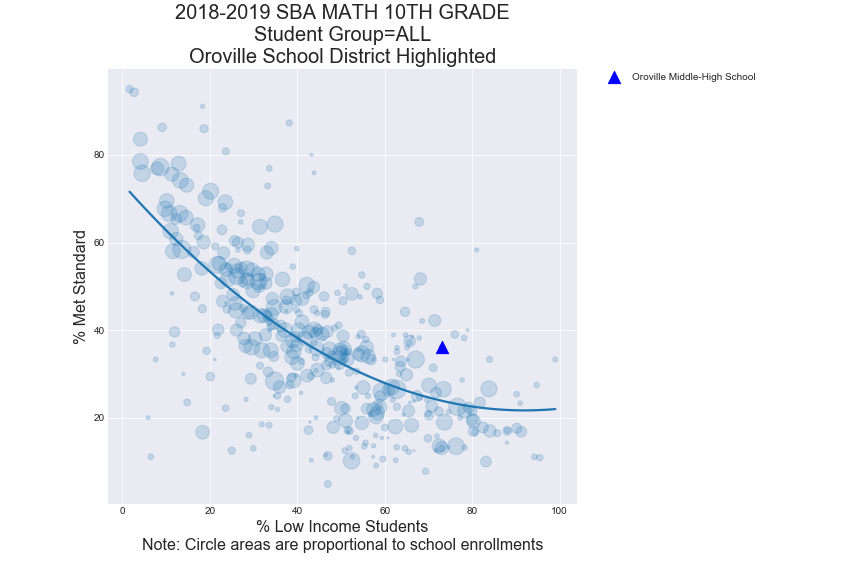 2018-2019 SBA MATH 10TH GRADE
Student Group=ALL
Oroville School District Highlighted
Oroville Middle-High School
80
60
40
20
% Met Standard
0 20 40 60 80 100
% Low Income Students
Note: Circle areas are proportional to school enrollments